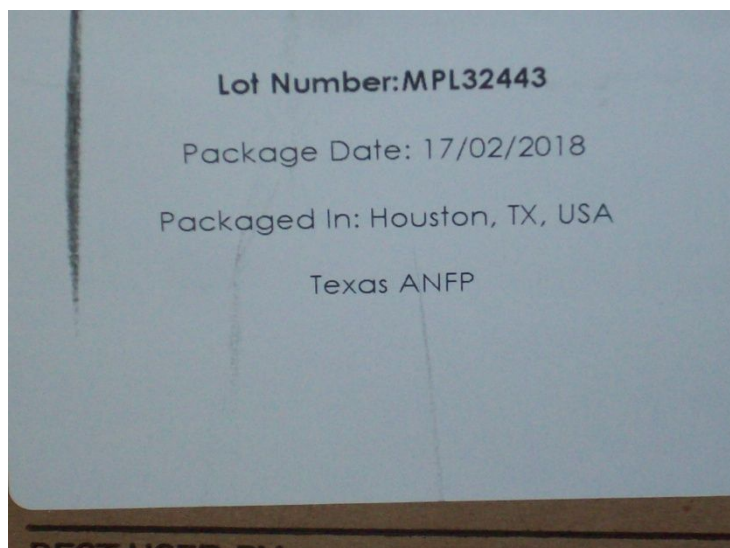 Lot Number:MPL32443
Package Date: 17/02/2018
Packaged In: Houston, TX, USA
Texas ANFP